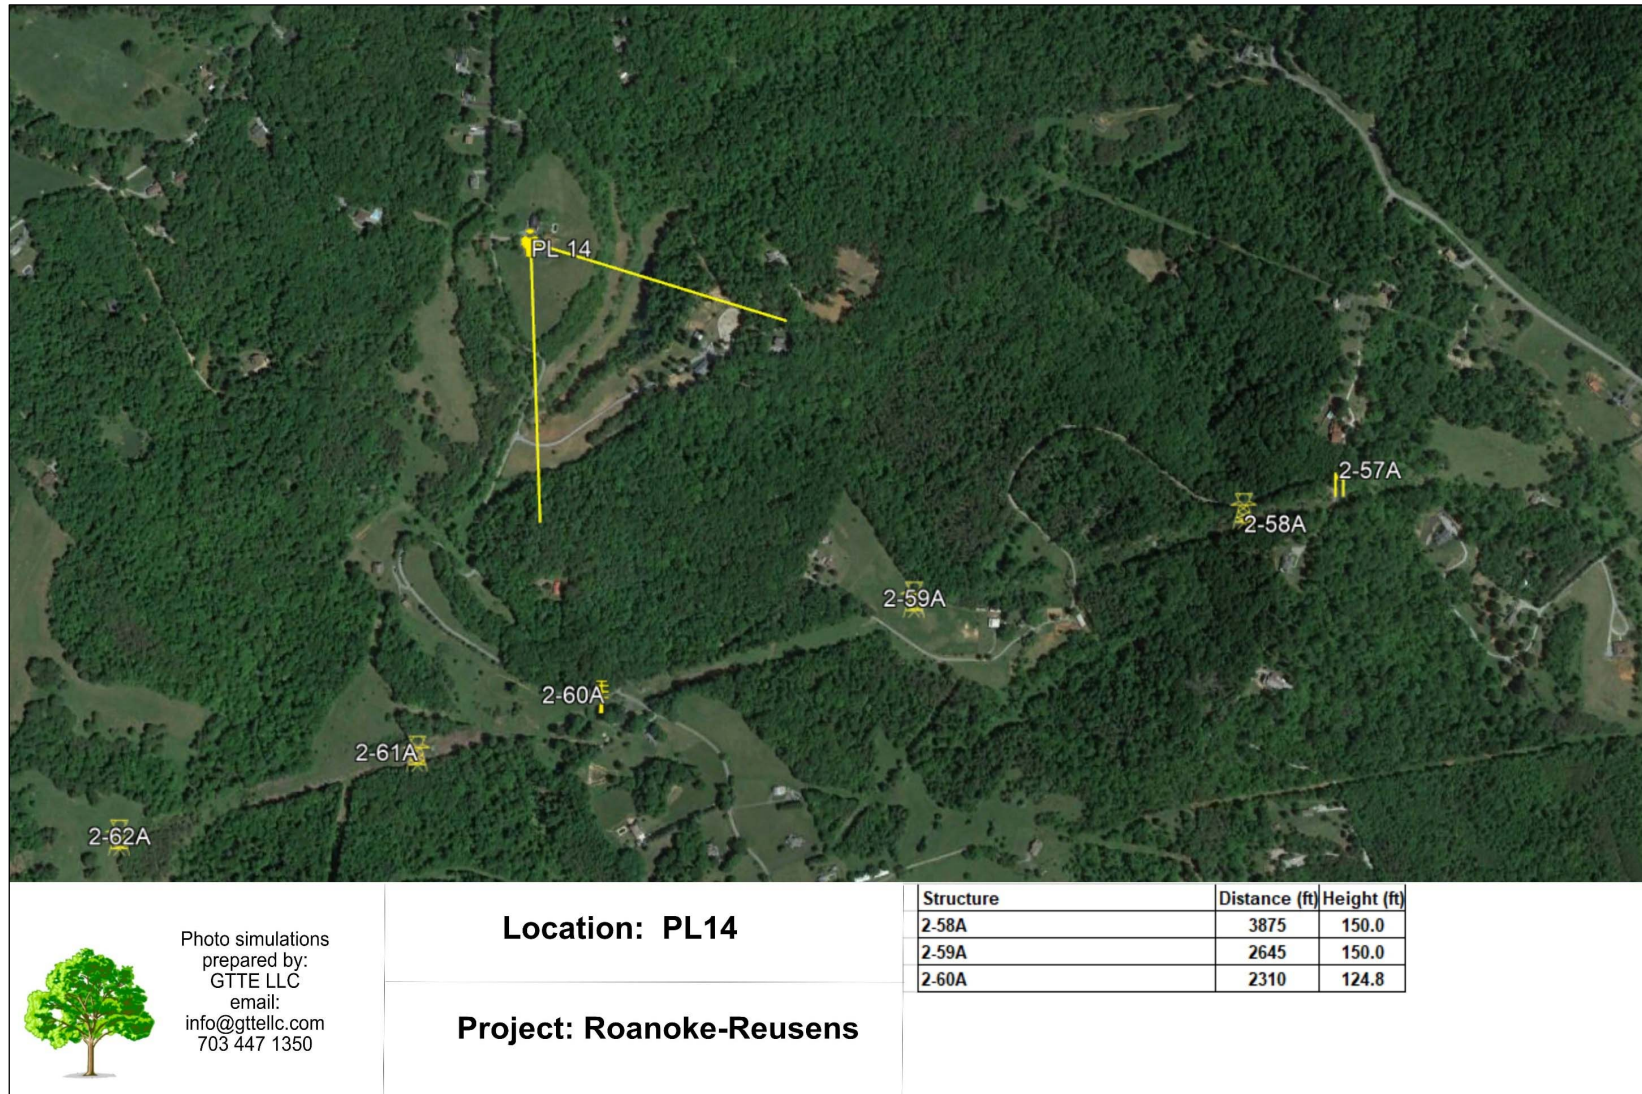 PL 14
2-57A
2-58A
2-59A
2-60A
2-61A
2-62A
Photo simulations
prepared by:
GTTE LLC
email:
info@gttellc.com
703 447 1350
Location: PL14
Project: Roanoke-Reusens
Structure Distance (ft) Height (ft)
2-58A 3875 150.0
2-59A 2645 150.0
2-60A 2310 124.8